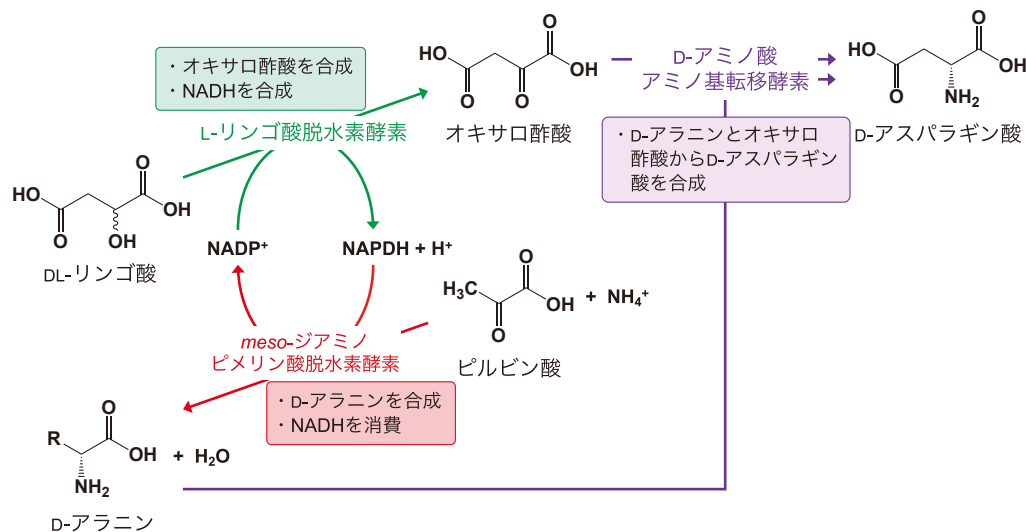 ・オキサロ酢酸を合成
・NADHを合成
L-リンゴ酸脱水素酵素
HO
O
O
OH
O
オキサロ酢酸
D-アミノ酸
アミノ基転移酵素
HO
O
O
OH
NH2
D-アスパラギン酸
・D-アラニンとオキサロ
酢酸からD-アスパラギン
酸を合成
HO
O
O
OH
OH
DL-リンゴ酸
NADP+
NAPDH + H+
H3C
O
OH
O
+ NH4+
ピルビン酸
meso-ジアミノ
ピメリン酸脱水素酵素
・D-アラニンを合成
・NADHを消費
R
O
OH
NH2
+ H2O
D-アラニン